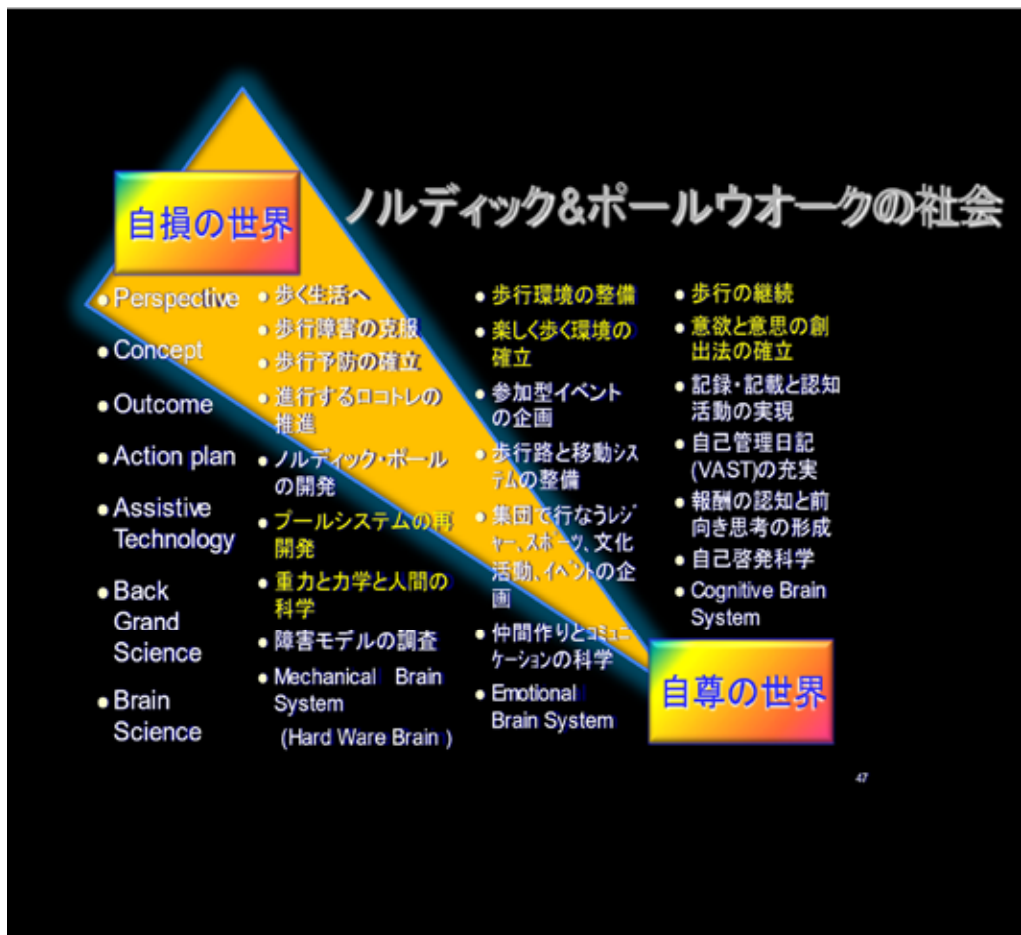 ノルディック&ポールウオークの社会
自損の世界
• Perspective
• Concept
• Outcome
• Action plan
• Assistive
Technology
• Back
Grand
Science
• Brain
Science
• 歩く生活へ
• 歩行障害の克服
• 歩行予防の確立
• 進行するロコトレの
推進
• ノルディック・ポール
の開発
• プールシステムの再
開発
• 重力と力学と人間の
科学
• 障害モデルの調査
• Mechanical Brain
System
(Hard Ware Brain )
• 歩行環境の整備
• 楽しく歩く環境の
確立
• 参加型イベント
の企画
• 歩行路と移動シス
テムの整備
• 集団で行なうレジ
ャー、スポーツ、文化
活動、イベントの企
画
• 仲間作りとコミュニ
ケーションの科学
• Emotional
Brain System
• 歩行の継続
• 意欲と意思の創
出法の確立
• 記録・記載と認知
活動の実現
• 自己管理日記
(VAST)の充実
• 報酬の認知と前
向き思考の形成
• 自己啓発科学
• Cognitive Brain
System
自尊の世界
47